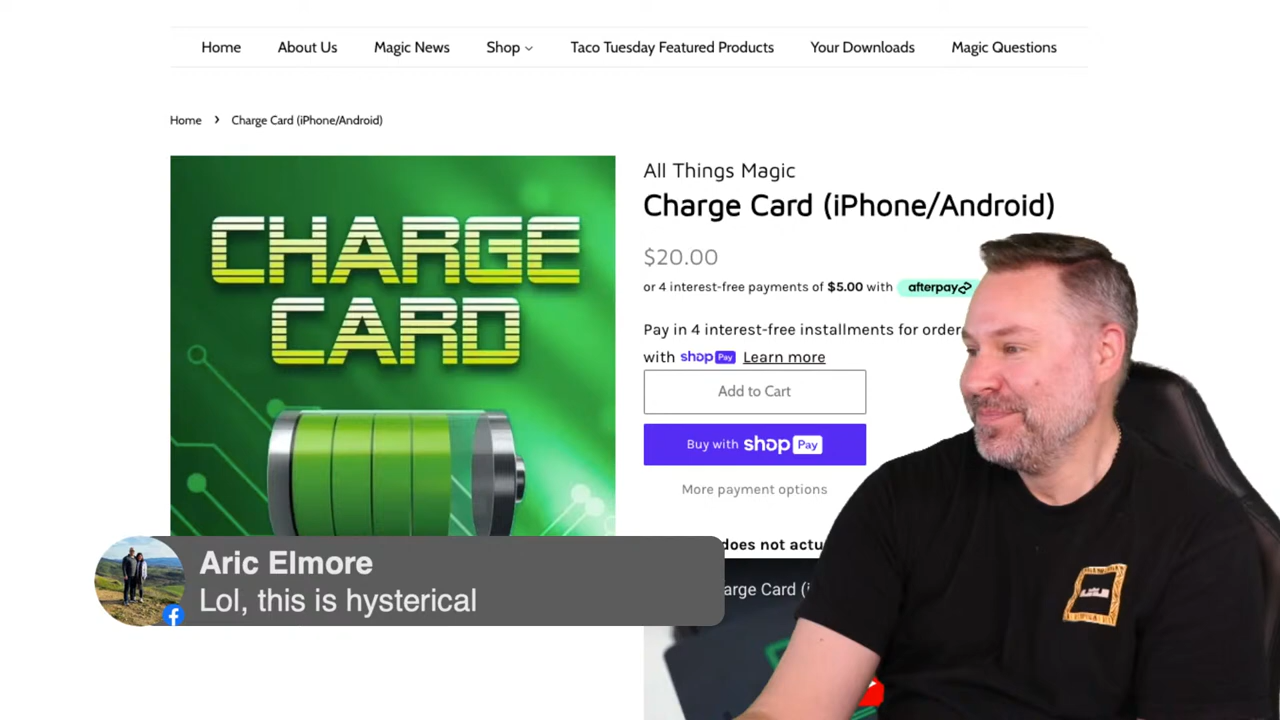 Home About Us Magic News Shop Taco Tuesday Featured Products Your Downloads Magic Questions
Home › Charge Card (iPhone/Android)
CHARGE
CARD
All Things Magic
Charge Card (iPhone/Android)
$20.00
or 4 interest-free payments of $5.00 with afterpay
Pay in 4 interest-free installments for order
with shop Pay Learn more
Add to Cart
Buy with shop Pay
More payment options
does not actu
arge Card (i
Aric Elmore
Lol, this is hysterical